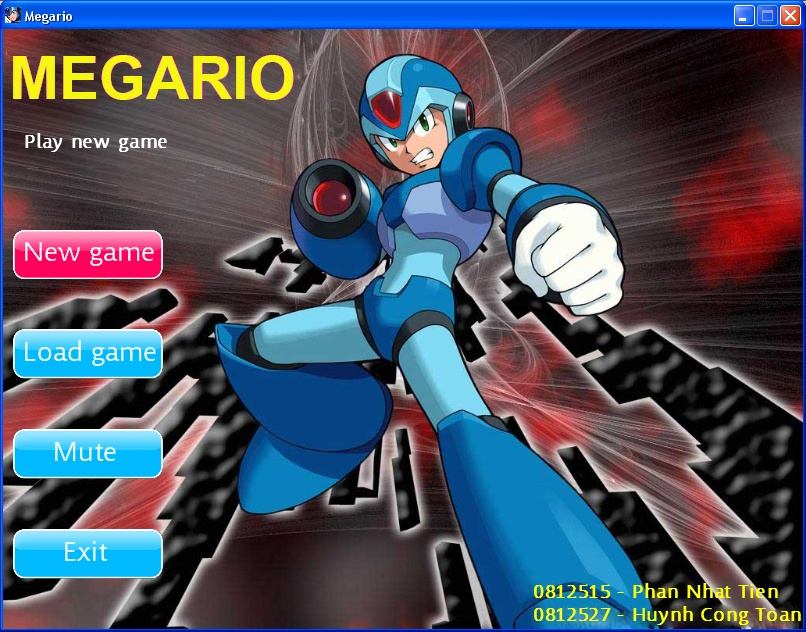 Megario
MEGARIO
Play new game
New game
Load game
Mute
Exit
0812515 - Phan Nhat Tien
0812527 - Huynh Cong Toan